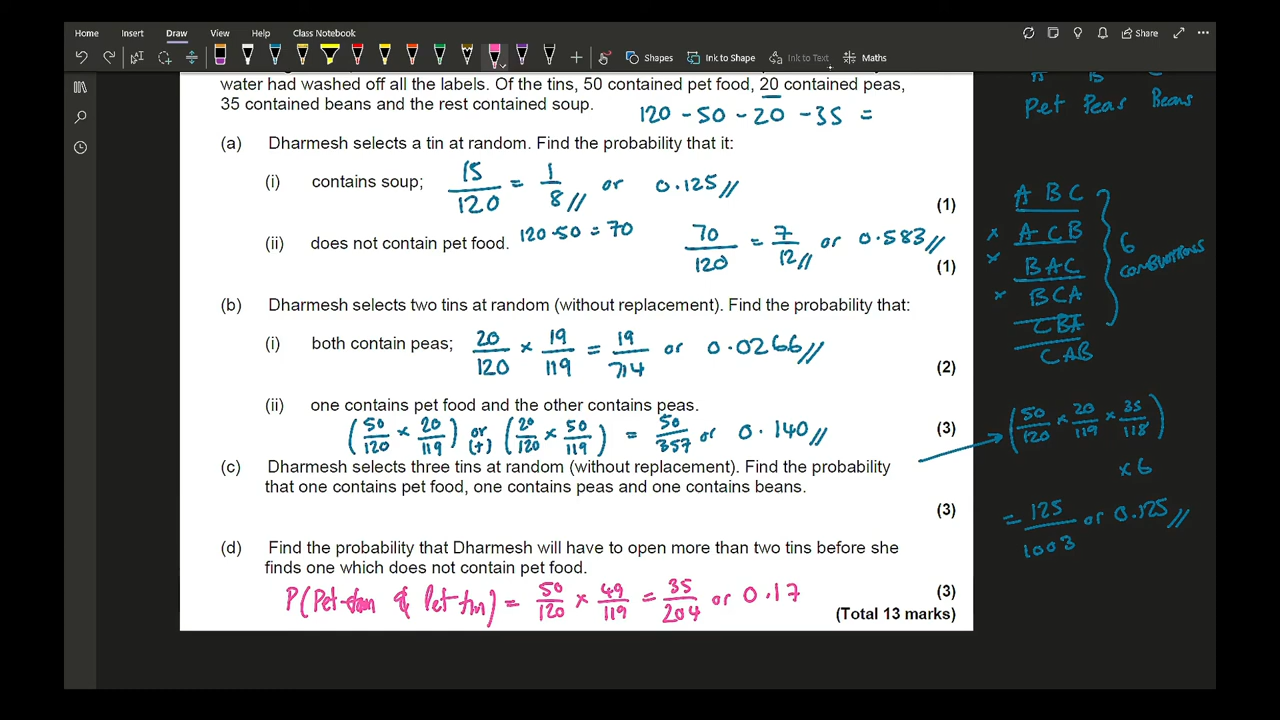 Home Insert Draw View Help Class Notebook Share
Shapes Ink to Shape Ink to Text Maths
water had washed off all the labels. Of the tins, 50 contained pet food, 20 contained peas,
35 contained beans and the rest contained soup.
120 - 50 - 20 - 35 =
(a) Dharmesh selects a tin at random. Find the probability that it:
(i) contains soup; 15/120 = 1/8 or 0.125
(1)
(ii) does not contain pet food. 120-50 = 70 70/120 = 7/12 or 0.583
(1)
(b) Dharmesh selects two tins at random (without replacement). Find the probability that:
(i) both contain peas; 20/120 × 19/119 = 19/714 or 0.0266
(2)
(ii) one contains pet food and the other contains peas.
(50/120 × 20/119) or (+) (20/120 × 50/119) = 50/357 or 0.140
(3)
(c) Dharmesh selects three tins at random (without replacement). Find the probability
that one contains pet food, one contains peas and one contains beans.
(3)
(d) Find the probability that Dharmesh will have to open more than two tins before she
finds one which does not contain pet food.
(3)
P(Pet & Pet-tin) = 50/120 × 49/119 = 35/204 or 0.17
(Total 13 marks)
Pet Peas Beans
A B C
× A C B
× B A C
× B C A
C B A
C A B
6
combinations
(50/120 × 20/119 × 35/118)
× 6
= 125/1003 or 0.125